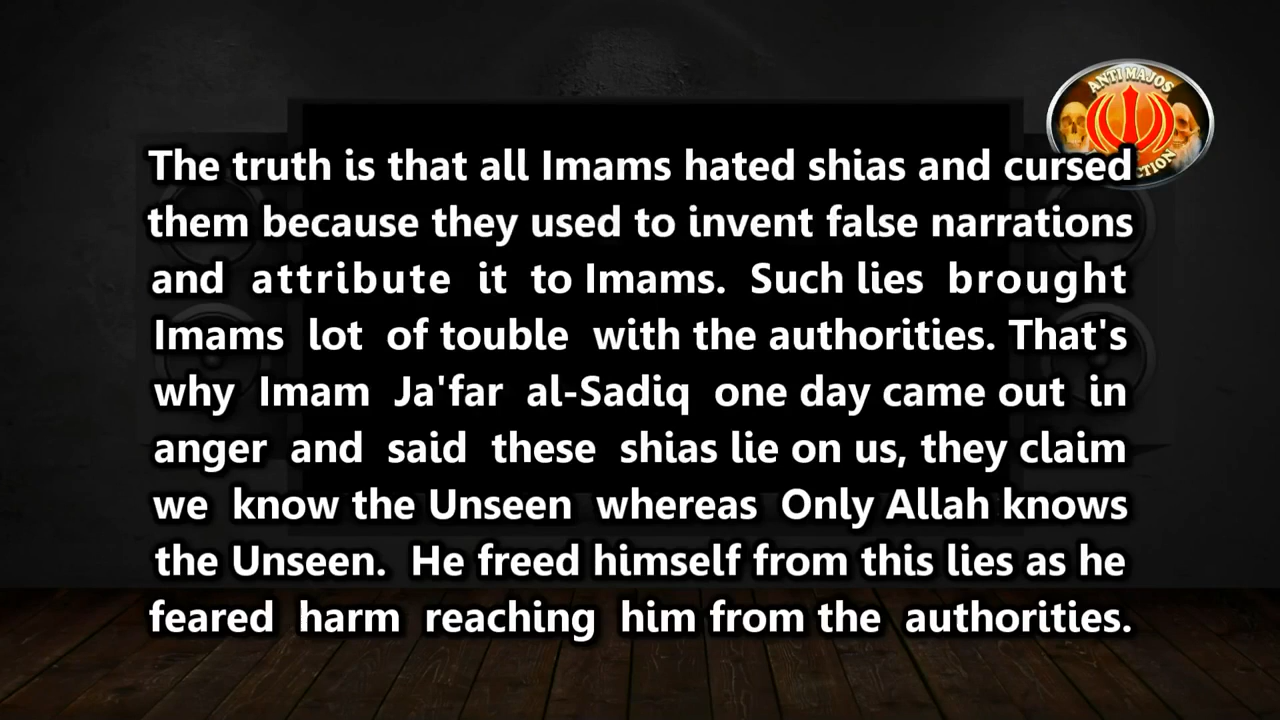 ANTI MAJOS
The truth is that all Imams hated shias and cursed
them because they used to invent false narrations
and attribute it to Imams. Such lies brought
Imams lot of touble with the authorities. That's
why Imam Ja'far al-Sadiq one day came out in
anger and said these shias lie on us, they claim
we know the Unseen whereas Only Allah knows
the Unseen. He freed himself from this lies as he
feared harm reaching him from the authorities.